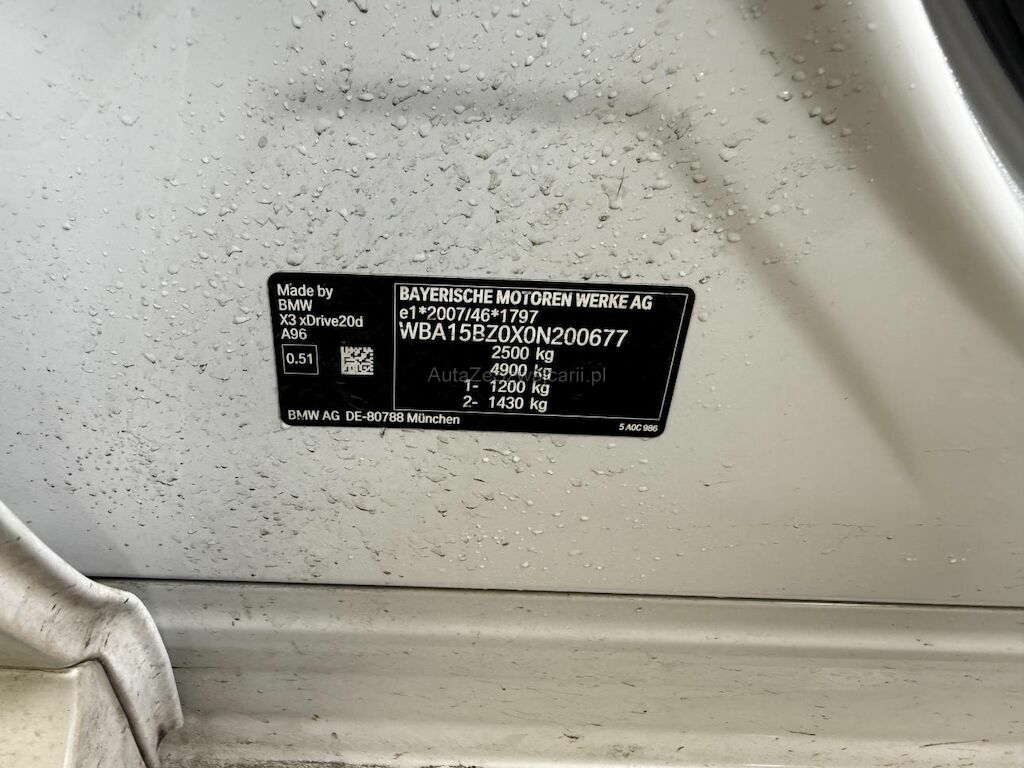 Made by
BMW
X3 xDrive20d
A96
0.51
BMW AG DE-80788 München
BAYERISCHE MOTOREN WERKE AG
e1*2007/46*1797
WBA15BZ0X0N200677
2500 kg
4900 kg
1- 1200 kg
2- 1430 kg
5 A0C 986